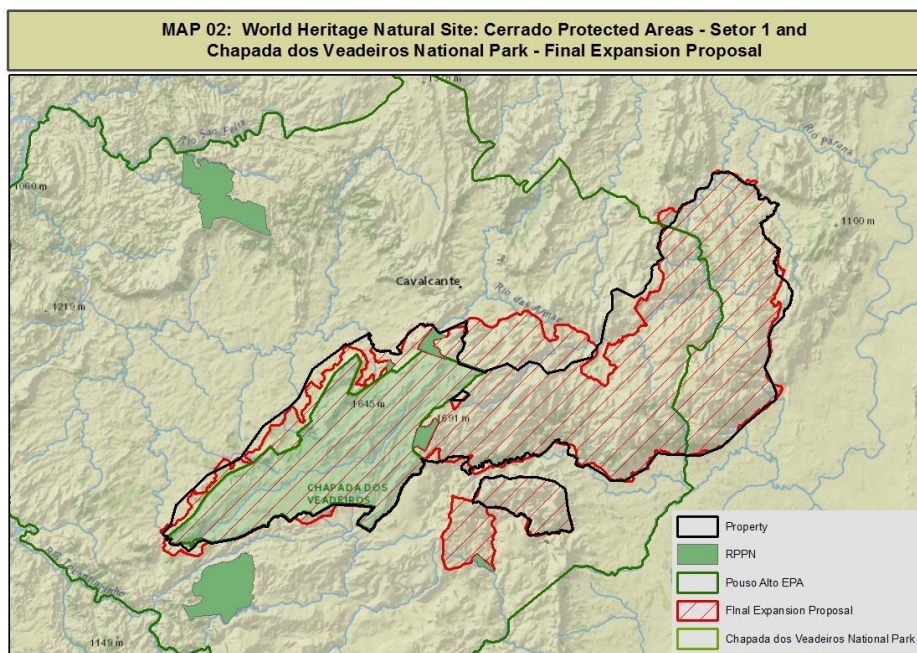 MAP 02: World Heritage Natural Site: Cerrado Protected Areas - Setor 1 and
Chapada dos Veadeiros National Park - Final Expansion Proposal
Rio São Félix
Rio Paranã
1060 m
1100 m
Cavalcante
1219 m
Rio das Almas
1645 m
1691 m
CHAPADA DOS
VEADEIROS
1149 m
Property
RPPN
Pouso Alto EPA
FInal Expansion Proposal
Chapada dos Veadeiros National Park